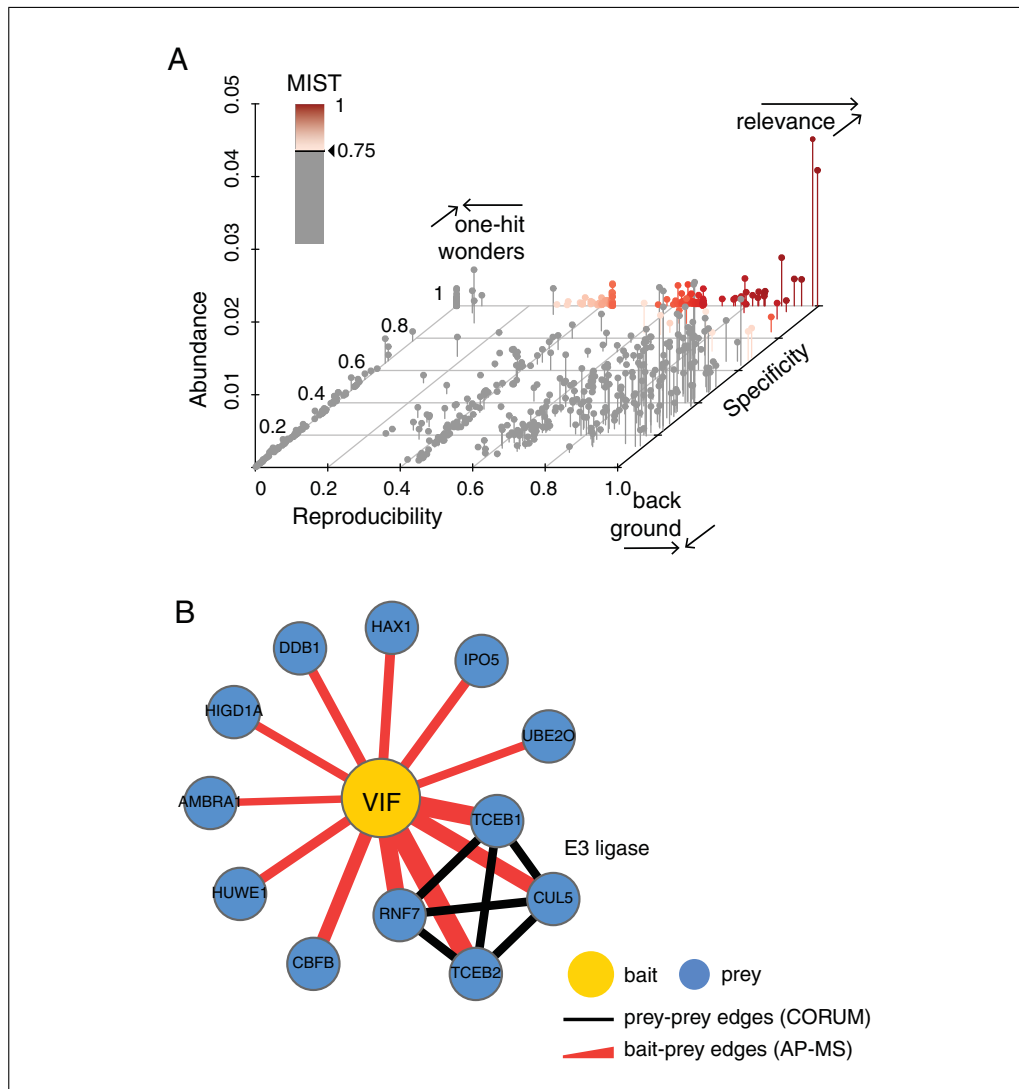 A
MIST
1
0.75
relevance
one-hit
wonders
Abundance
0.05
0.04
0.03
0.02
0.01
1
0.8
0.6
0.4
0.2
Specificity
0 0.2 0.4 0.6 0.8 1.0
Reproducibility
back
ground
B
HAX1
DDB1
IPO5
HIGD1A
UBE2O
AMBRA1
VIF
TCEB1
E3 ligase
HUWE1
RNF7
CUL5
CBFB
TCEB2
bait
prey
prey-prey edges (CORUM)
bait-prey edges (AP-MS)